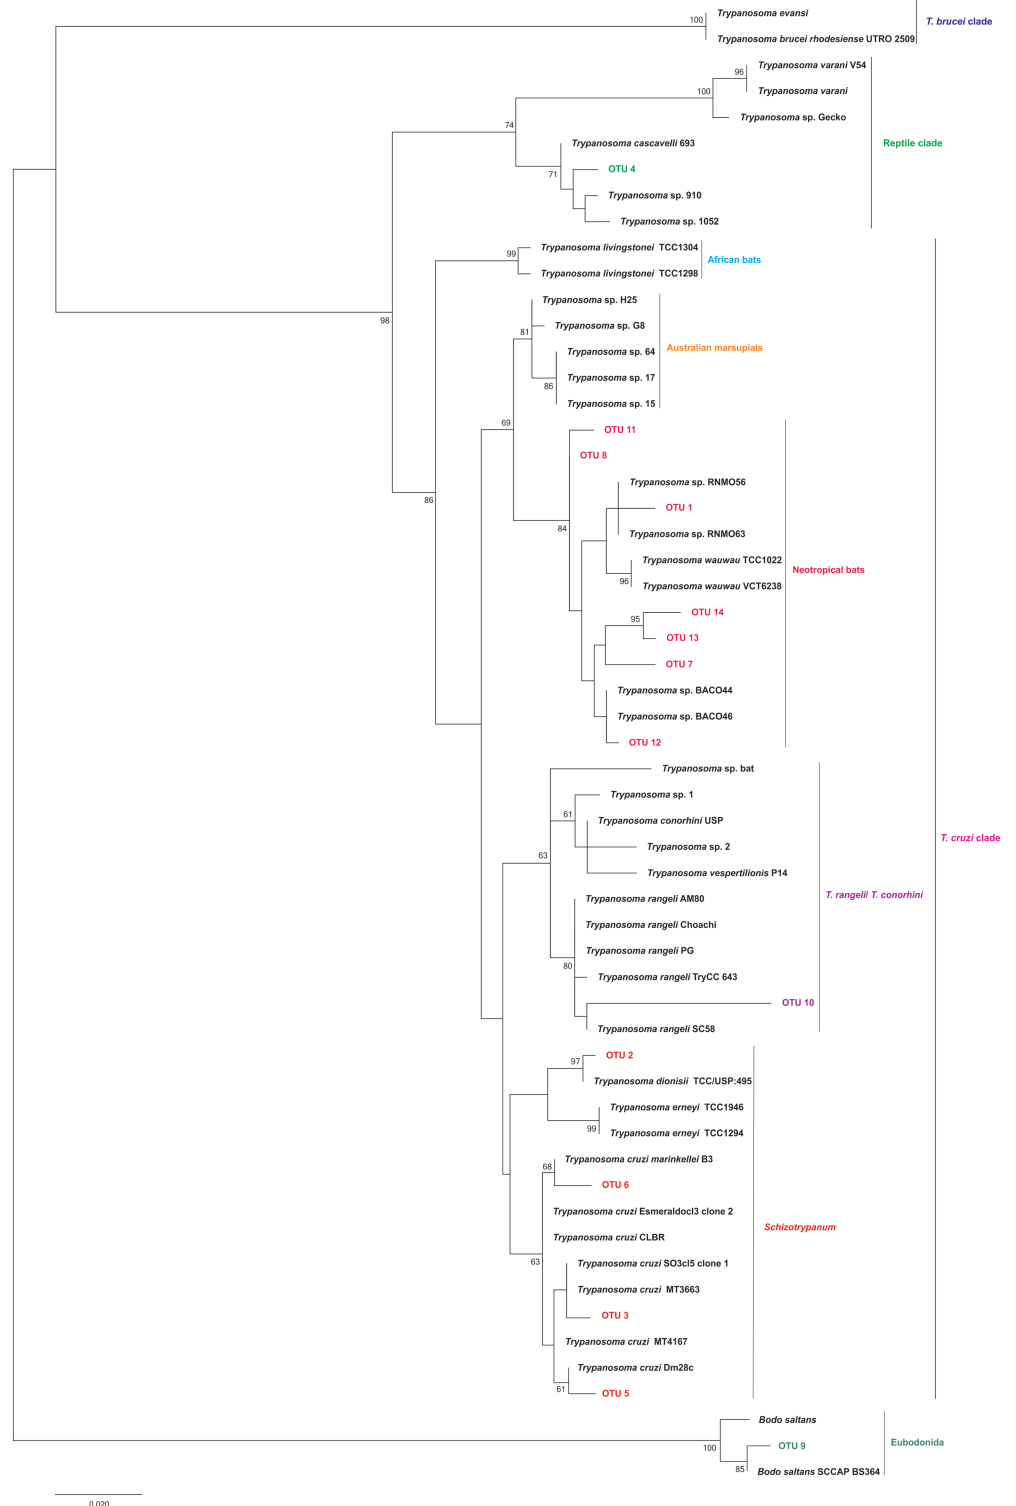 Trypanosoma evansi
100
T. brucei clade
Trypanosoma brucei rhodesiense UTRO 2509
Trypanosoma varani V54
96
Trypanosoma varani
100
Trypanosoma sp. Gecko
74
Trypanosoma cascavelli 693
Reptile clade
OTU 4
71
Trypanosoma sp. 910
Trypanosoma sp. 1052
Trypanosoma livingstonei TCC1304
99
African bats
Trypanosoma livingstonei TCC1298
Trypanosoma sp. H25
98
Trypanosoma sp. G8
81
Australian marsupials
Trypanosoma sp. 64
Trypanosoma sp. 17
86
Trypanosoma sp. 15
69
OTU 11
OTU 8
Trypanosoma sp. RNMO56
86
OTU 1
84
Trypanosoma sp. RNMO63
Trypanosoma wauwau TCC1022
Neotropical bats
96
Trypanosoma wauwau VCT6238
OTU 14
95
OTU 13
OTU 7
Trypanosoma sp. BACO44
Trypanosoma sp. BACO46
OTU 12
Trypanosoma sp. bat
Trypanosoma sp. 1
61
Trypanosoma conorhini USP
T. cruzi clade
Trypanosoma sp. 2
63
Trypanosoma vespertilionis P14
T. rangeli/ T. conorhini
Trypanosoma rangeli AM80
Trypanosoma rangeli Choachi
Trypanosoma rangeli PG
80
Trypanosoma rangeli TryCC 643
OTU 10
Trypanosoma rangeli SC58
OTU 2
97
Trypanosoma dionisii TCC/USP:495
Trypanosoma erneyi TCC1946
99
Trypanosoma erneyi TCC1294
Trypanosoma cruzi marinkellei B3
68
OTU 6
Trypanosoma cruzi Esmeraldocl3 clone 2
Schizotrypanum
Trypanosoma cruzi CLBR
63
Trypanosoma cruzi SO3cl5 clone 1
Trypanosoma cruzi MT3663
OTU 3
Trypanosoma cruzi MT4167
Trypanosoma cruzi Dm28c
61
OTU 5
Bodo saltans
100
OTU 9
Eubodonida
85
Bodo saltans SCCAP BS364
0.020